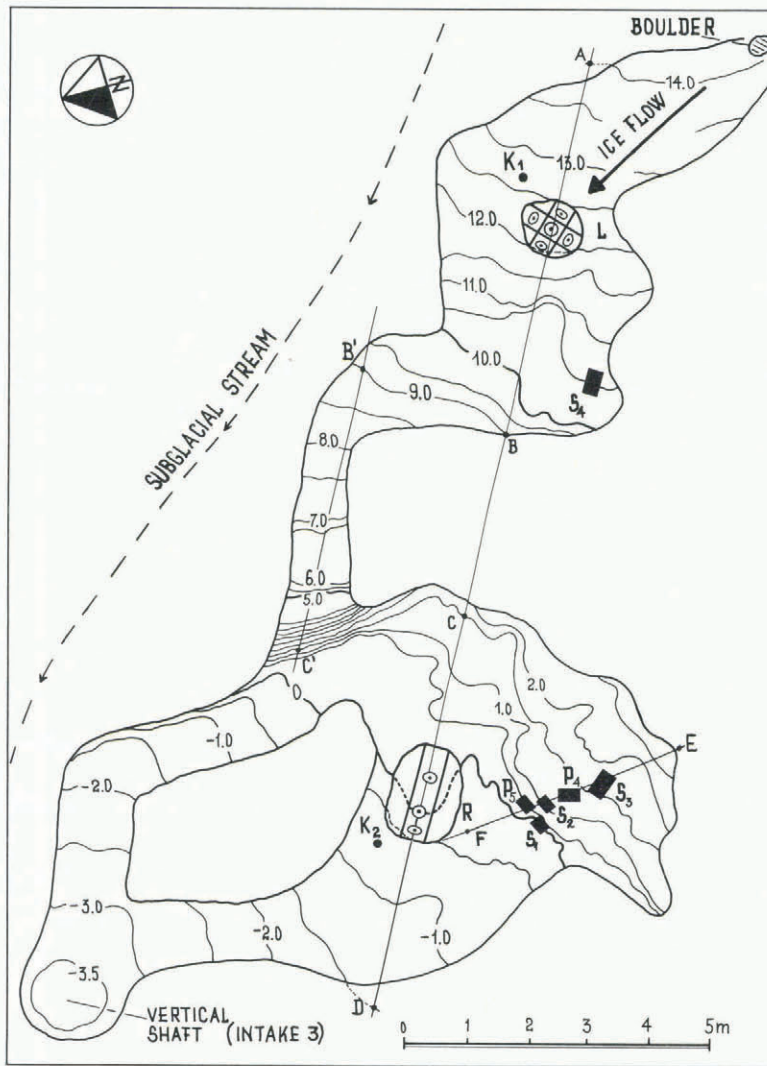 BOULDER
N
A
14.0
ICE FLOW
K1
13.0
12.0
L
11.0
10.0
S4
B'
9.0
B
8.0
SUBGLACIAL STREAM
7.0
6.0
5.0
C
C'
2.0
1.0
0
E
-1.0
P4
S3
P5
S2
-2.0
R
S1
K2
F
-3.0
-2.0
-1.0
-3.5
D
VERTICAL
SHAFT (INTAKE 3)
0 1 2 3 4 5m